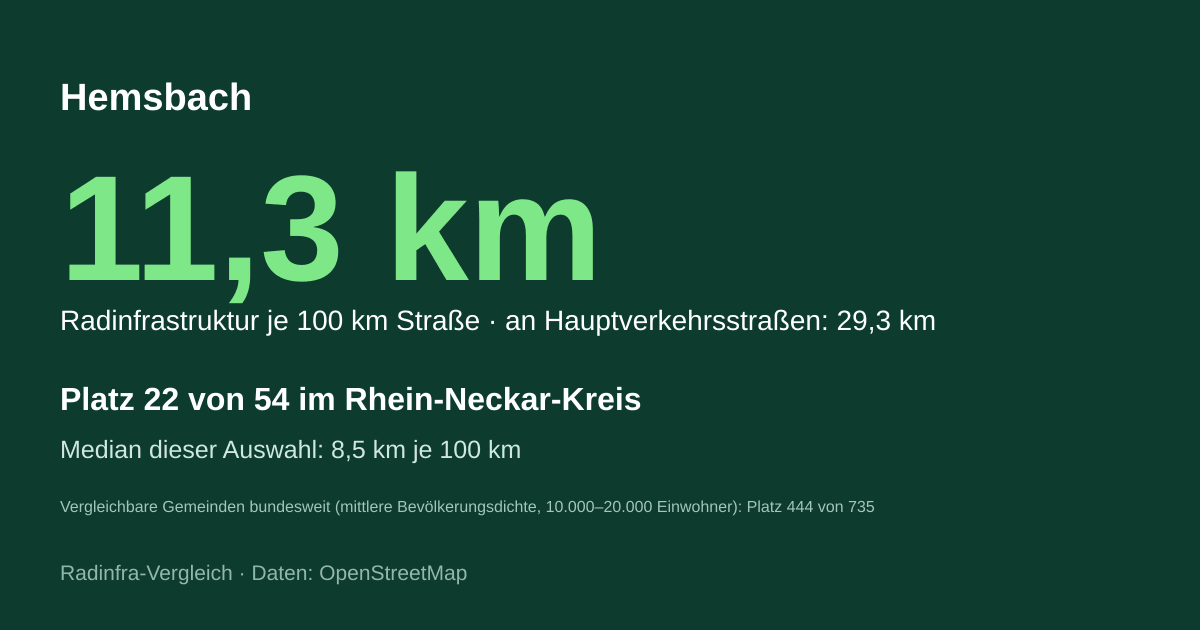 Hemsbach
11,3 km
Radinfrastruktur je 100 km Straße · an Hauptverkehrsstraßen: 29,3 km
Platz 22 von 54 im Rhein-Neckar-Kreis
Median dieser Auswahl: 8,5 km je 100 km
Vergleichbare Gemeinden bundesweit (mittlere Bevölkerungsdichte, 10.000–20.000 Einwohner): Platz 444 von 735
Radinfra-Vergleich · Daten: OpenStreetMap